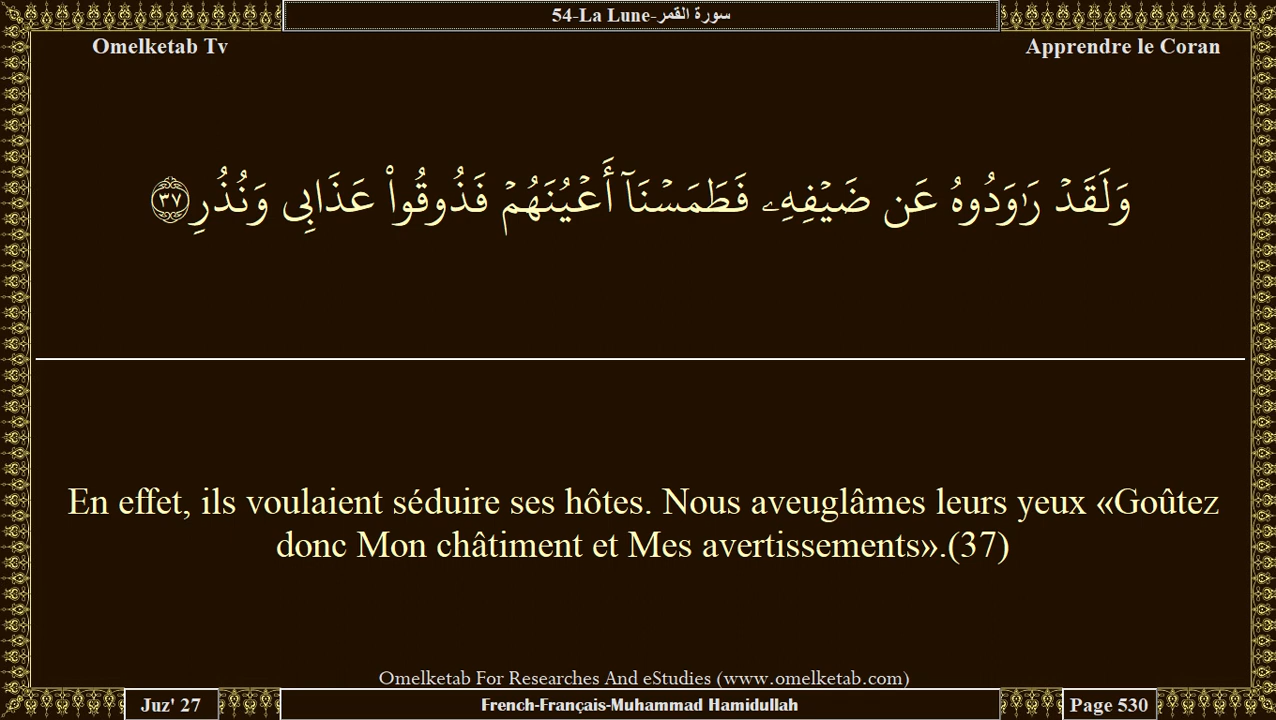 54-La Lune-سورة القمر
Omelketab Tv
Apprendre le Coran
وَلَقَدۡ رَٰوَدُوهُ عَن ضَيۡفِهِۦ فَطَمَسۡنَآ أَعۡيُنَهُمۡ فَذُوقُواْ عَذَابِي وَنُذُرِ ٣٧
En effet, ils voulaient séduire ses hôtes. Nous aveuglâmes leurs yeux «Goûtez
donc Mon châtiment et Mes avertissements».(37)
Omelketab For Researches And eStudies (www.omelketab.com)
Juz' 27
French-Français-Muhammad Hamidullah
Page 530